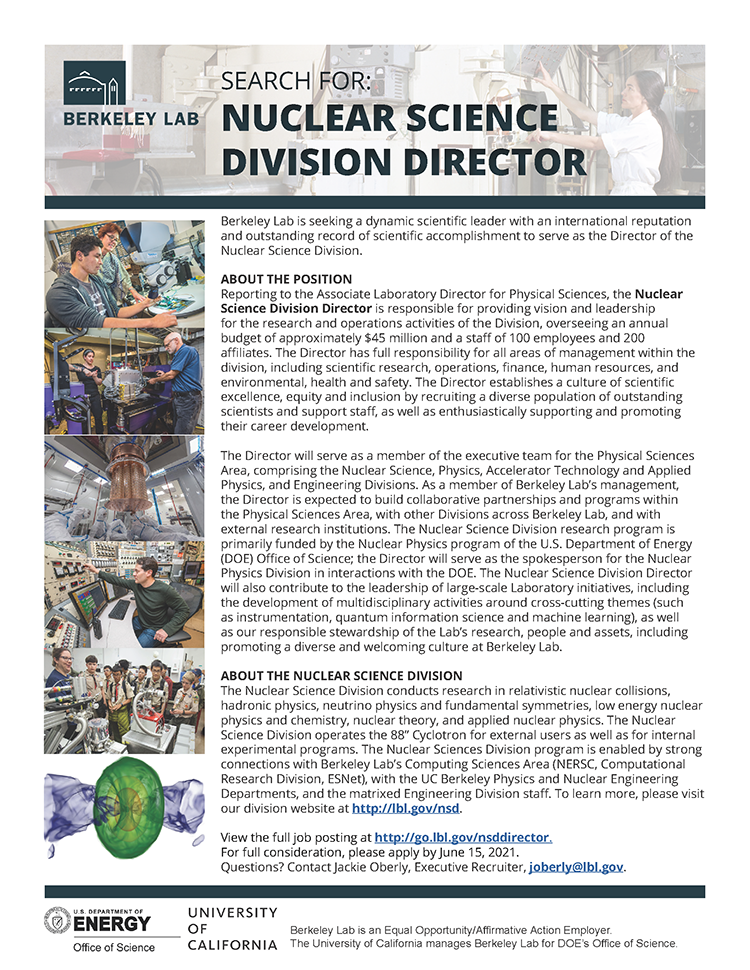 BERKELEY LAB
SEARCH FOR:
NUCLEAR SCIENCE
DIVISION DIRECTOR
Berkeley Lab is seeking a dynamic scientific leader with an international reputation
and outstanding record of scientific accomplishment to serve as the Director of the
Nuclear Science Division.
ABOUT THE POSITION
Reporting to the Associate Laboratory Director for Physical Sciences, the Nuclear
Science Division Director is responsible for providing vision and leadership
for the research and operations activities of the Division, overseeing an annual
budget of approximately $45 million and a staff of 100 employees and 200
affiliates. The Director has full responsibility for all areas of management within the
division, including scientific research, operations, finance, human resources, and
environmental, health and safety. The Director establishes a culture of scientific
excellence, equity and inclusion by recruiting a diverse population of outstanding
scientists and support staff, as well as enthusiastically supporting and promoting
their career development.
The Director will serve as a member of the executive team for the Physical Sciences
Area, comprising the Nuclear Science, Physics, Accelerator Technology and Applied
Physics, and Engineering Divisions. As a member of Berkeley Lab's management,
the Director is expected to build collaborative partnerships and programs within
the Physical Sciences Area, with other Divisions across Berkeley Lab, and with
external research institutions. The Nuclear Science Division research program is
primarily funded by the Nuclear Physics program of the U.S. Department of Energy
(DOE) Office of Science; the Director will serve as the spokesperson for the Nuclear
Physics Division in interactions with the DOE. The Nuclear Science Division Director
will also contribute to the leadership of large-scale Laboratory initiatives, including
the development of multidisciplinary activities around cross-cutting themes (such
as instrumentation, quantum information science and machine learning), as well
as our responsible stewardship of the Lab's research, people and assets, including
promoting a diverse and welcoming culture at Berkeley Lab.
ABOUT THE NUCLEAR SCIENCE DIVISION
The Nuclear Science Division conducts research in relativistic nuclear collisions,
hadronic physics, neutrino physics and fundamental symmetries, low energy nuclear
physics and chemistry, nuclear theory, and applied nuclear physics. The Nuclear
Science Division operates the 88” Cyclotron for external users as well as for internal
experimental programs. The Nuclear Sciences Division program is enabled by strong
connections with Berkeley Lab's Computing Sciences Area (NERSC, Computational
Research Division, ESNet), with the UC Berkeley Physics and Nuclear Engineering
Departments, and the matrixed Engineering Division staff. To learn more, please visit
our division website at http://lbl.gov/nsd.
View the full job posting at http://go.lbl.gov/nsddirector.
For full consideration, please apply by June 15, 2021.
Questions? Contact Jackie Oberly, Executive Recruiter, joberly@lbl.gov.
U.S. DEPARTMENT OF
ENERGY
Office of Science
UNIVERSITY
OF
CALIFORNIA
Berkeley Lab is an Equal Opportunity/Affirmative Action Employer.
The University of California manages Berkeley Lab for DOE's Office of Science.